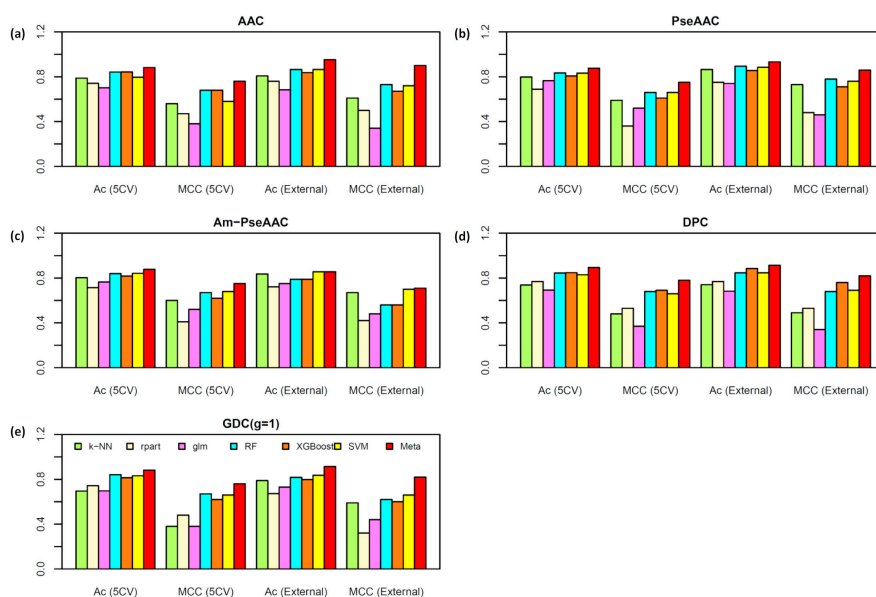 (a)
AAC
1.2
0.8
0.4
0.0
Ac (5CV) MCC (5CV) Ac (External) MCC (External)
(b)
PseAAC
1.2
0.8
0.4
0.0
Ac (5CV) MCC (5CV) Ac (External) MCC (External)
(c)
Am−PseAAC
1.2
0.8
0.4
0.0
Ac (5CV) MCC (5CV) Ac (External) MCC (External)
(d)
DPC
1.2
0.8
0.4
0.0
Ac (5CV) MCC (5CV) Ac (External) MCC (External)
(e)
GDC(g=1)
k−NN rpart glm RF XGBoost SVM Meta
1.2
0.8
0.4
0.0
Ac (5CV) MCC (5CV) Ac (External) MCC (External)